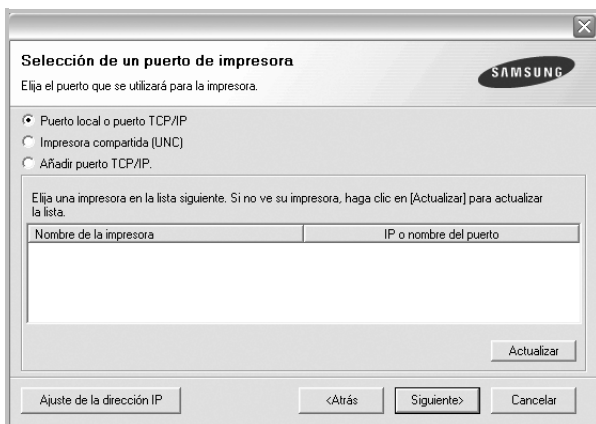 Selección de un puerto de impresora
Elija el puerto que se utilizará para la impresora.
SAMSUNG
Puerto local o puerto TCP/IP
Impresora compartida (UNC)
Añadir puerto TCP/IP.
Elija una impresora en la lista siguiente. Si no ve su impresora, haga clic en [Actualizar] para actualizar
la lista.
Nombre de la impresora IP o nombre del puerto
Actualizar
Ajuste de la dirección IP <Atrás Siguiente> Cancelar